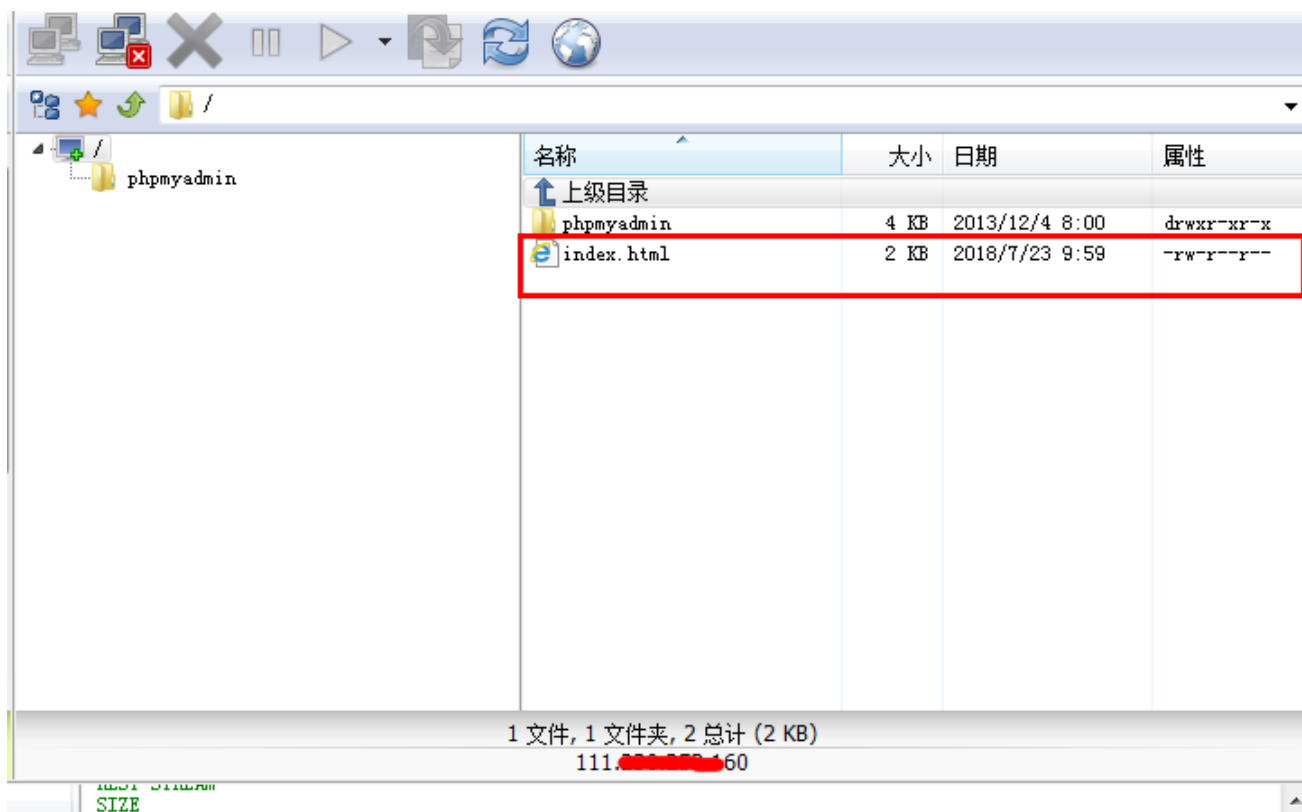 /
/
phpmyadmin
名称 大小 日期 属性
上级目录
phpmyadmin 4 KB 2013/12/4 8:00 drwxr-xr-x
index.html 2 KB 2018/7/23 9:59 -rw-r--r--
1 文件, 1 文件夹, 2 总计 (2 KB)
111. 60
SIZE